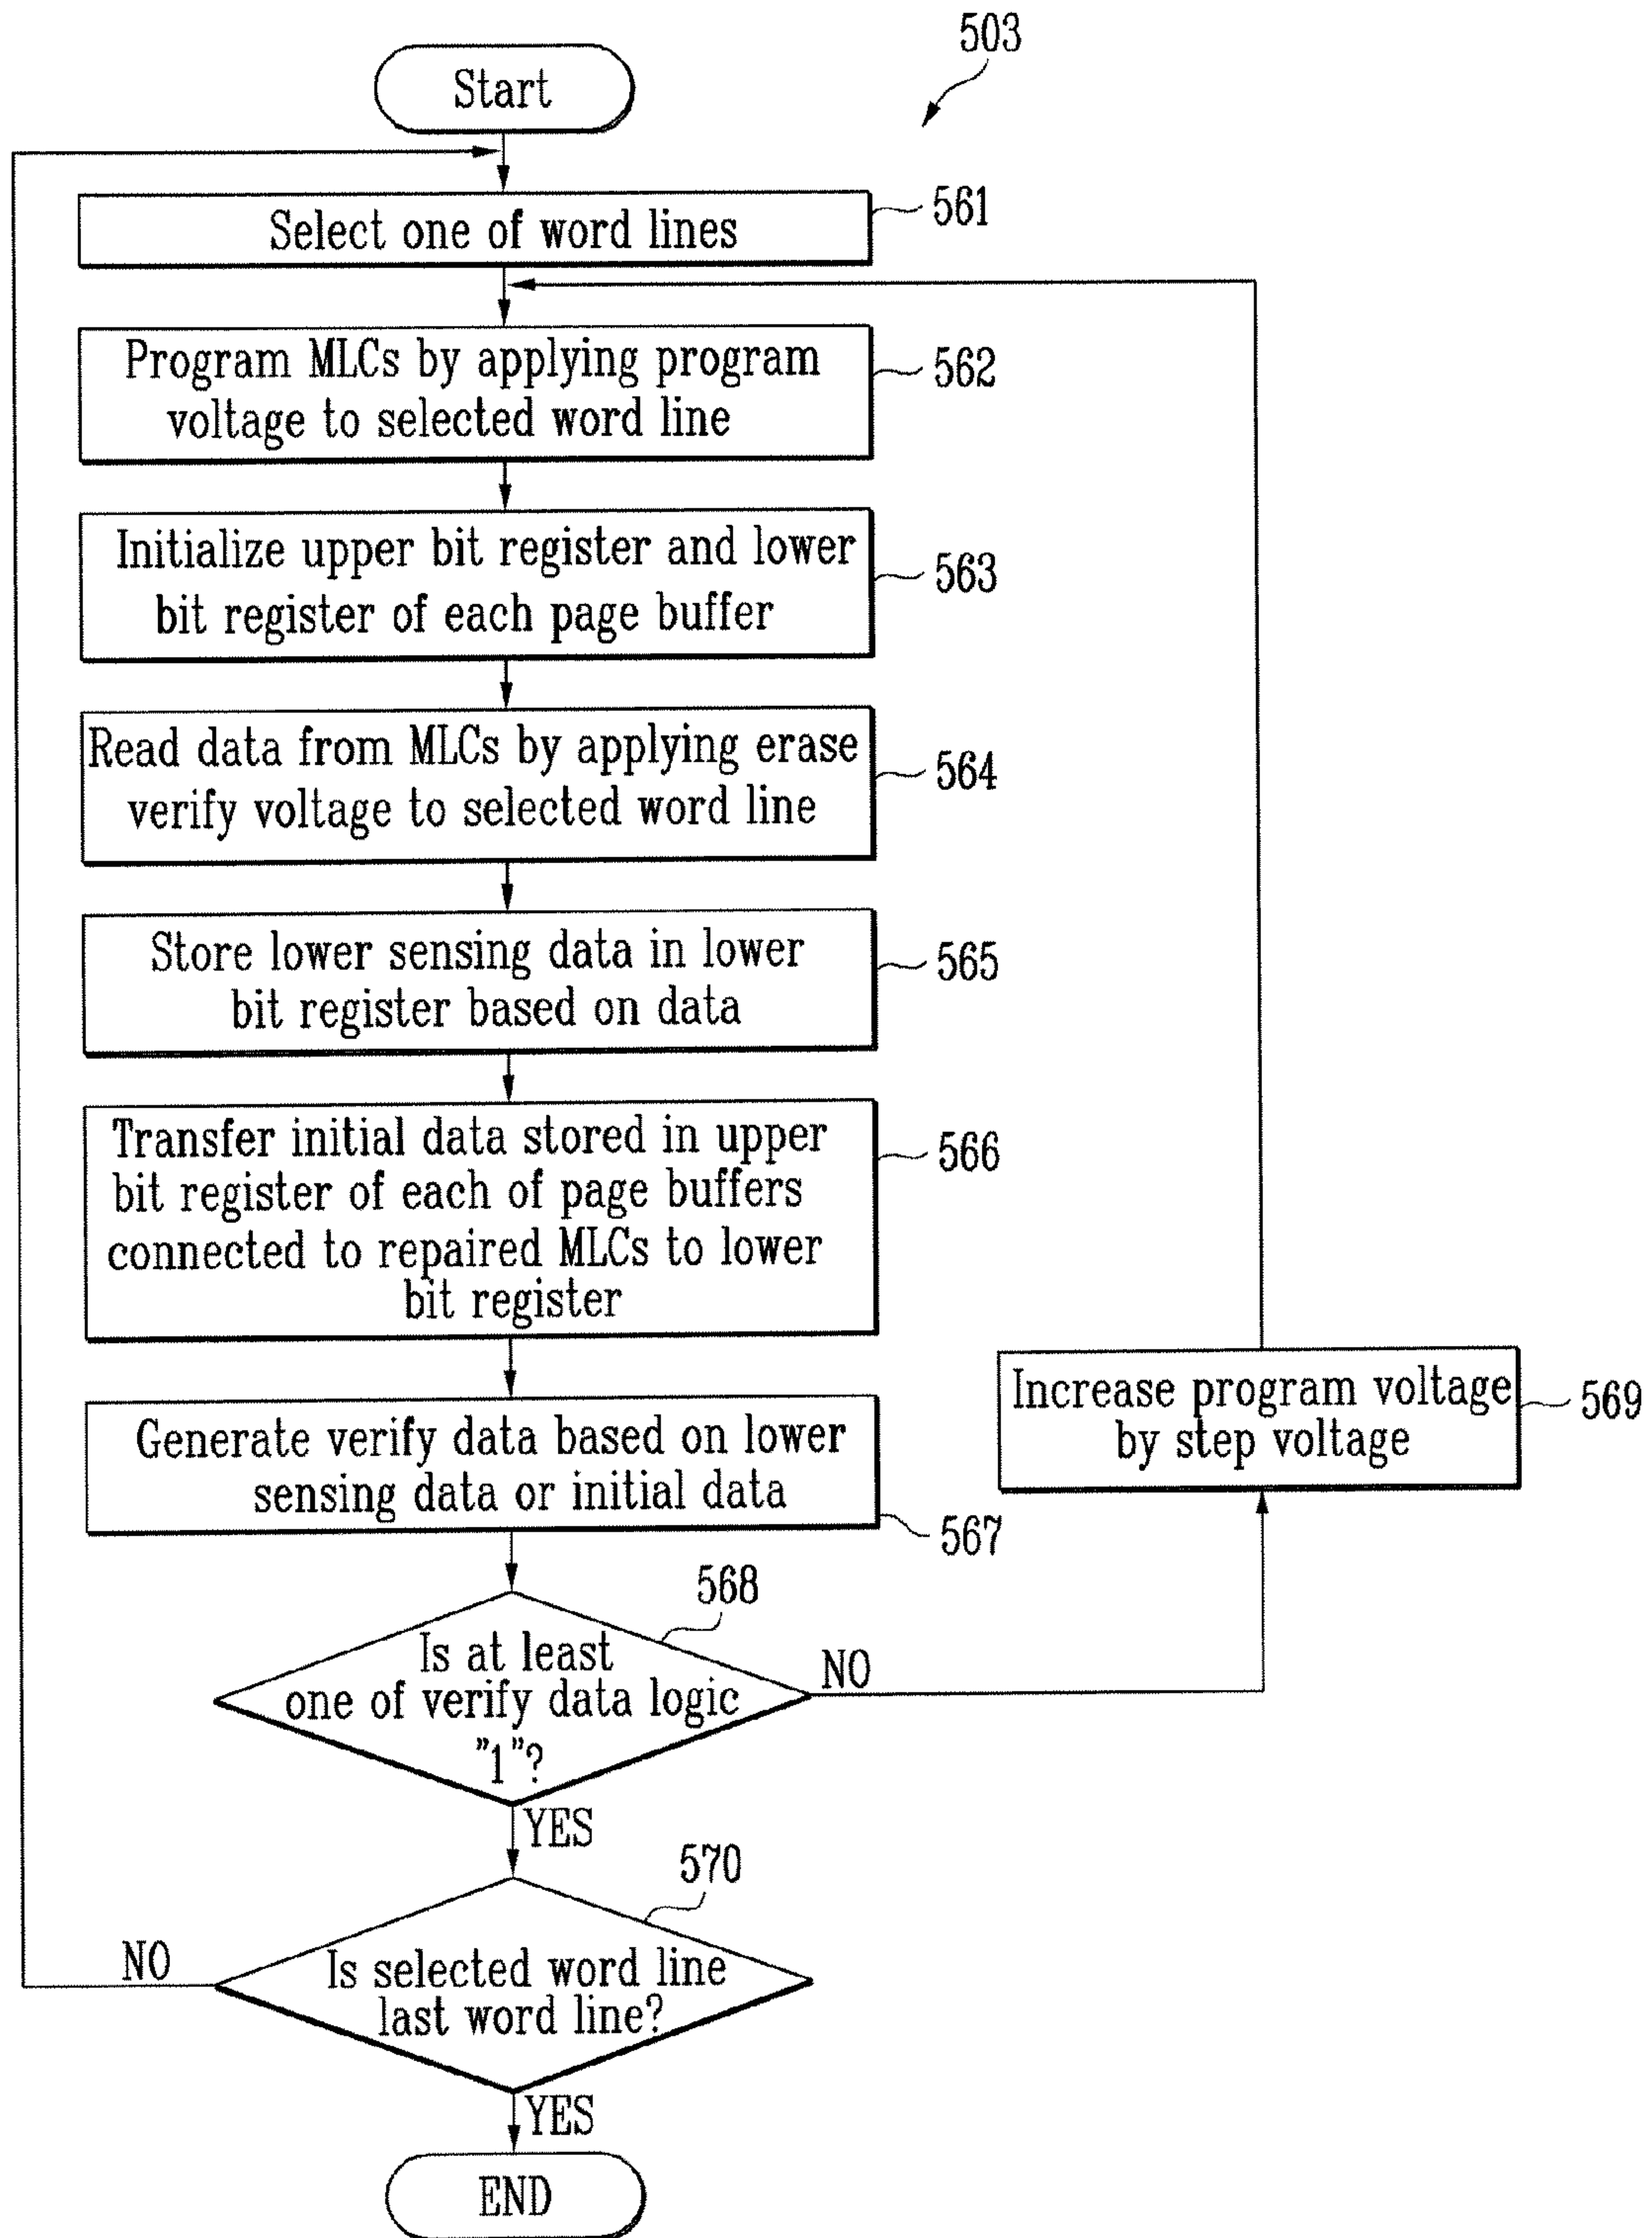 503
Start
Select one of word lines
561
Program MLCs by applying program
voltage to selected word line
562
Initialize upper bit register and lower
bit register of each page buffer
563
Read data from MLCs by applying erase
verify voltage to selected word line
564
Store lower sensing data in lower
bit register based on data
565
Transfer initial data stored in upper
bit register of each of page buffers
connected to repaired MLCs to lower
bit register
566
Generate verify data based on lower
sensing data or initial data
567
Increase program voltage
by step voltage
569
568
Is at least
one of verify data logic
"1"?
NO
YES
570
Is selected word line
last word line?
NO
YES
END